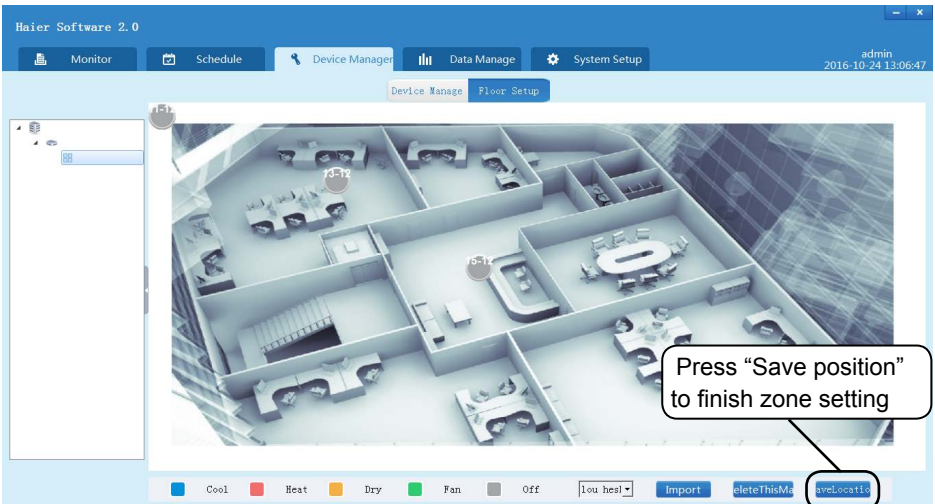 Haier Software 2.0
Monitor
Schedule
Device Manager
Data Manage
System Setup
admin
2016-10-24 13:06:47
Device Manage
Floor Setup
13-12
15-12
Press “Save position”
to finish zone setting
Cool
Heat
Dry
Fan
Off
lou hesl
Import
eleteThisMa
aveLocatio